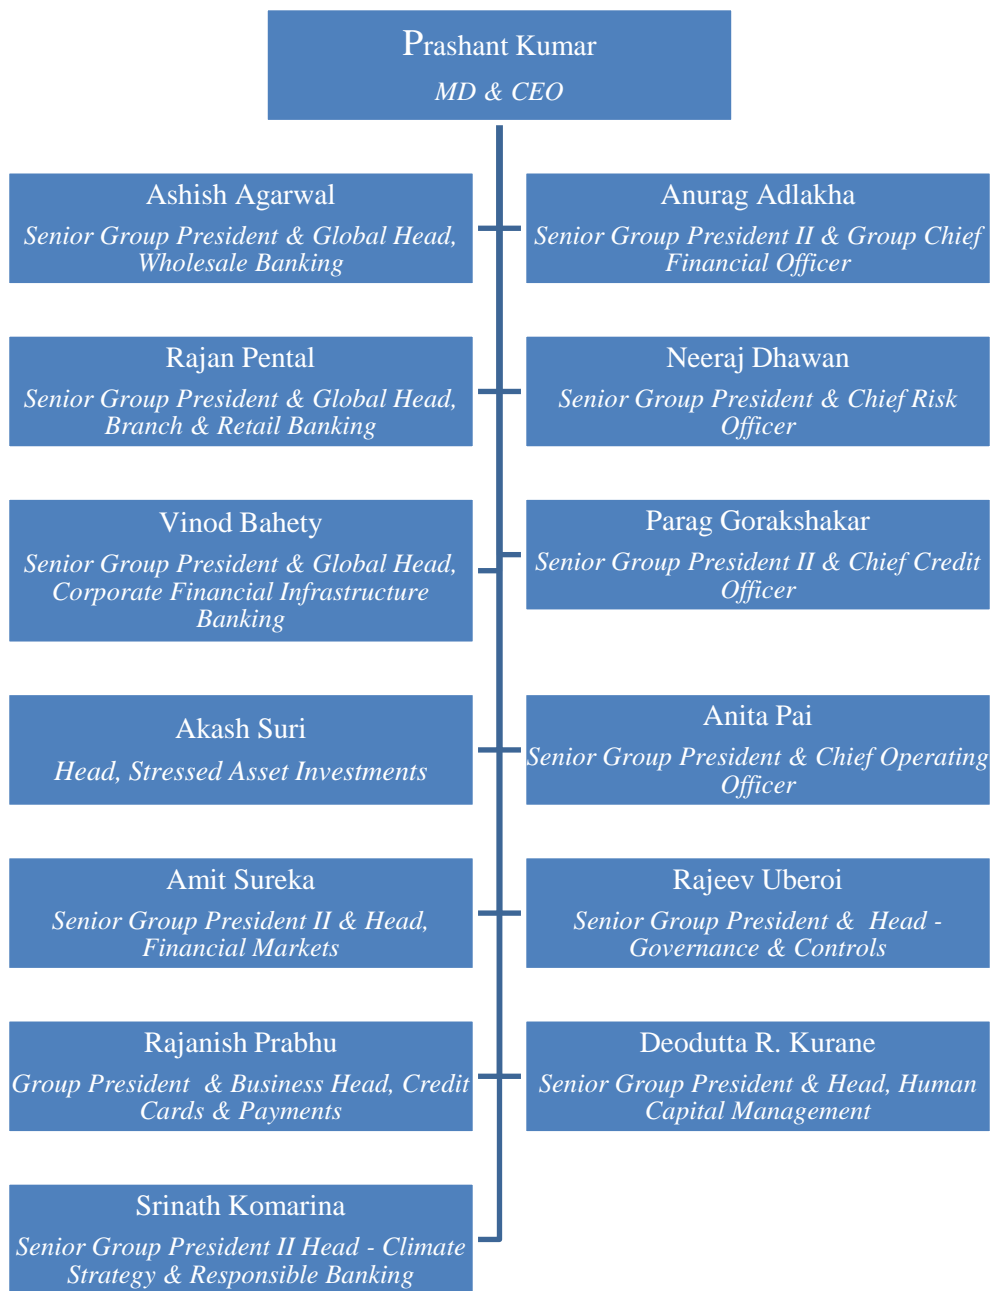 Prashant Kumar
MD & CEO
Ashish Agarwal
Senior Group President & Global Head,
Wholesale Banking
Anurag Adlakha
Senior Group President II & Group Chief
Financial Officer
Rajan Pental
Senior Group President & Global Head,
Branch & Retail Banking
Neeraj Dhawan
Senior Group President & Chief Risk
Officer
Vinod Bahety
Senior Group President & Global Head,
Corporate Financial Infrastructure
Banking
Parag Gorakshakar
Senior Group President II & Chief Credit
Officer
Akash Suri
Head, Stressed Asset Investments
Anita Pai
Senior Group President & Chief Operating
Officer
Amit Sureka
Senior Group President II & Head,
Financial Markets
Rajeev Uberoi
Senior Group President &  Head -
Governance & Controls
Rajanish Prabhu
Group President  & Business Head, Credit
Cards & Payments
Deodutta R. Kurane
Senior Group President & Head, Human
Capital Management
Srinath Komarina
Senior Group President II Head - Climate
Strategy & Responsible Banking